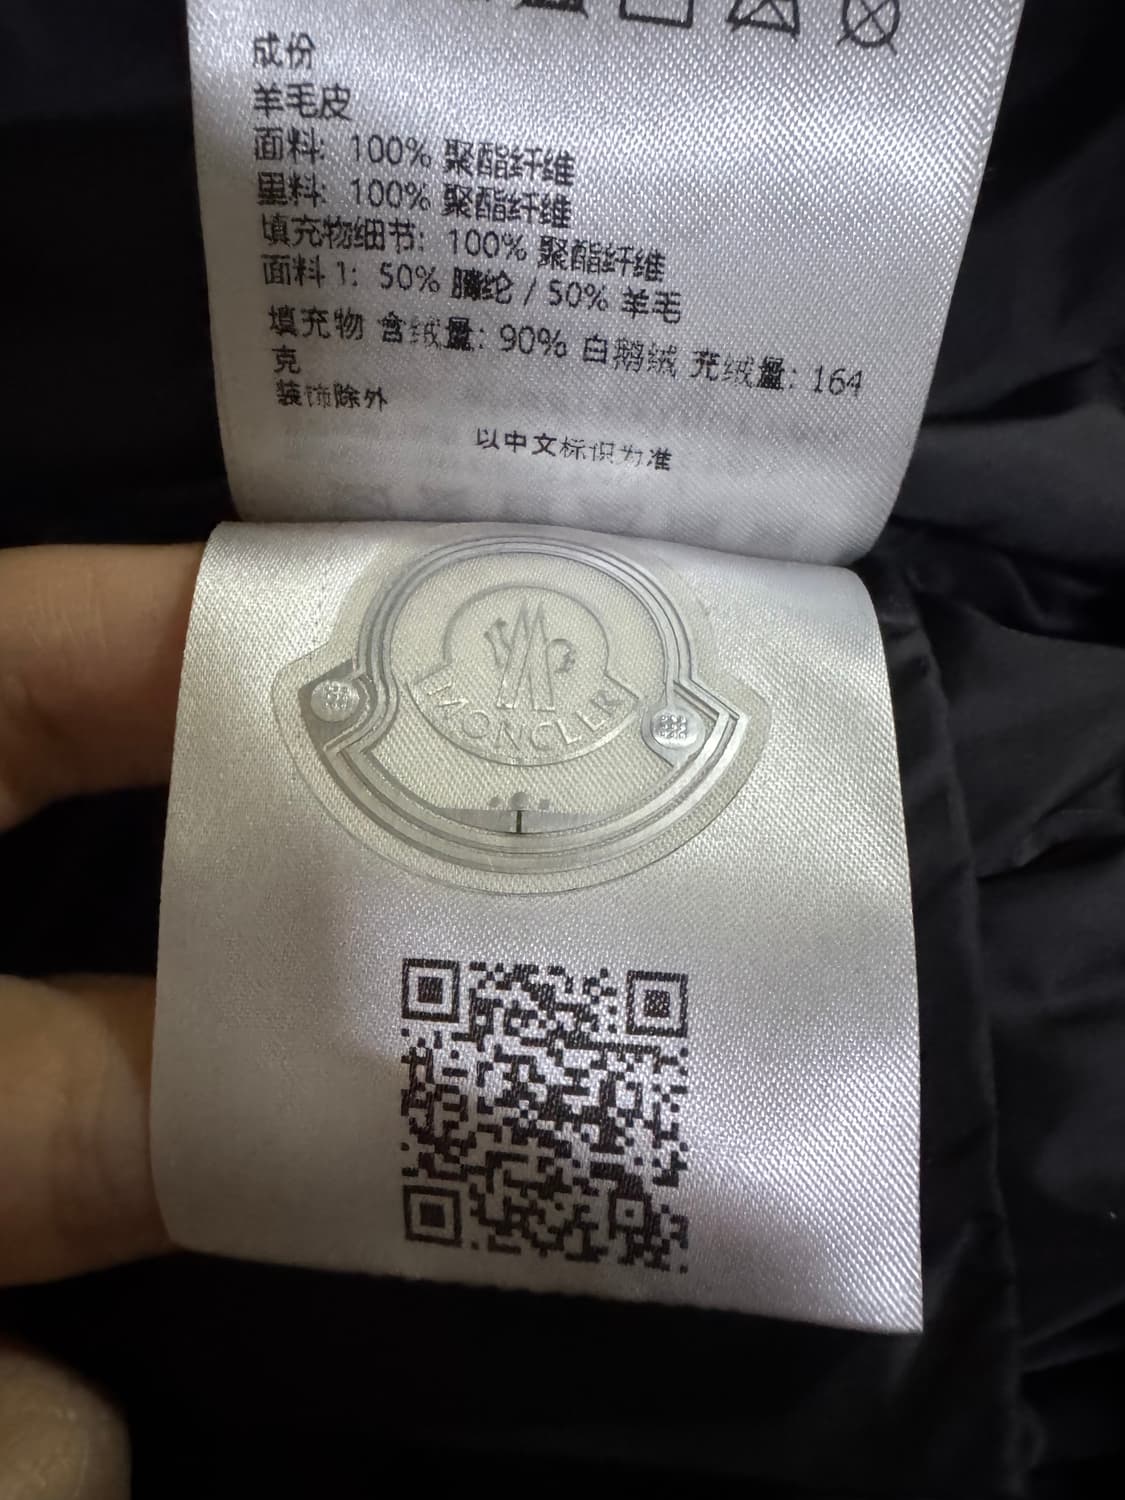 成份
羊毛皮
面料: 100% 聚酯纤维
里料: 100% 聚酯纤维
填充物细节: 100% 聚酯纤维
面料 1: 50% 腈纶 / 50% 羊毛
填充物 含绒量: 90% 白鹅绒 充绒量: 164
克
装饰除外
以中文标识为准
MONCLER